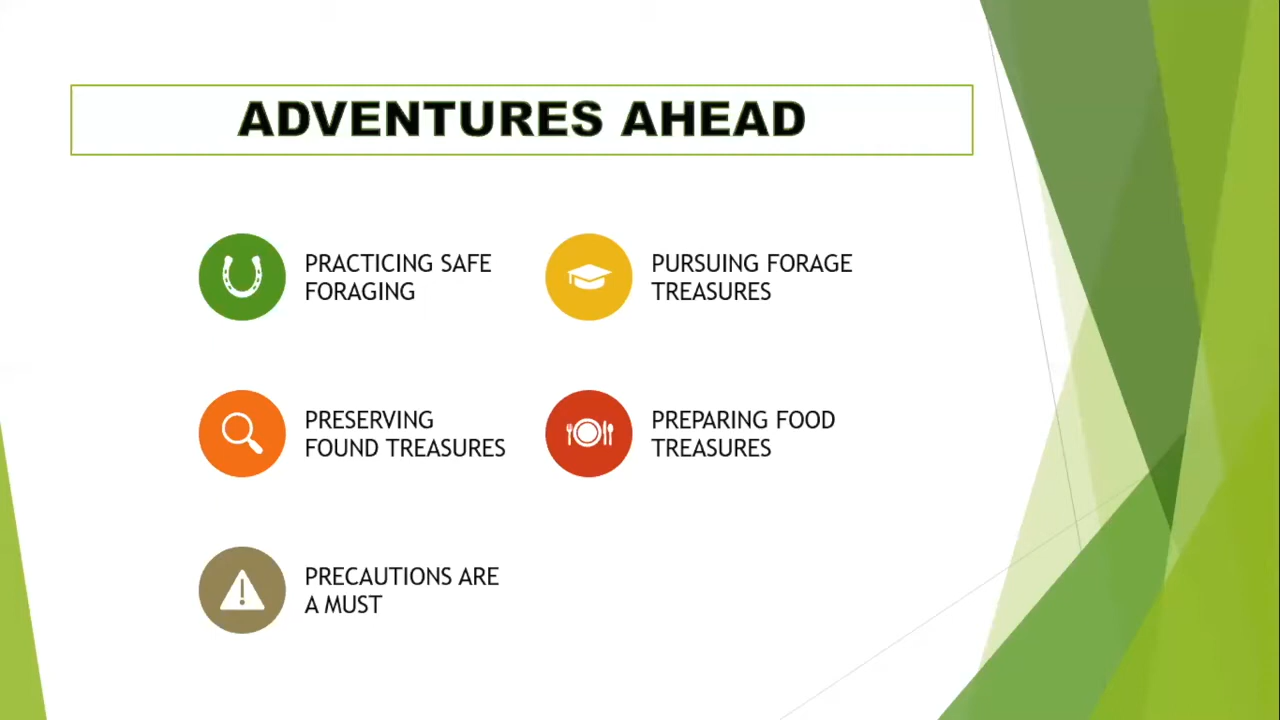 ADVENTURES AHEAD
PRACTICING SAFE
FORAGING
PURSUING FORAGE
TREASURES
PRESERVING
FOUND TREASURES
PREPARING FOOD
TREASURES
PRECAUTIONS ARE
A MUST